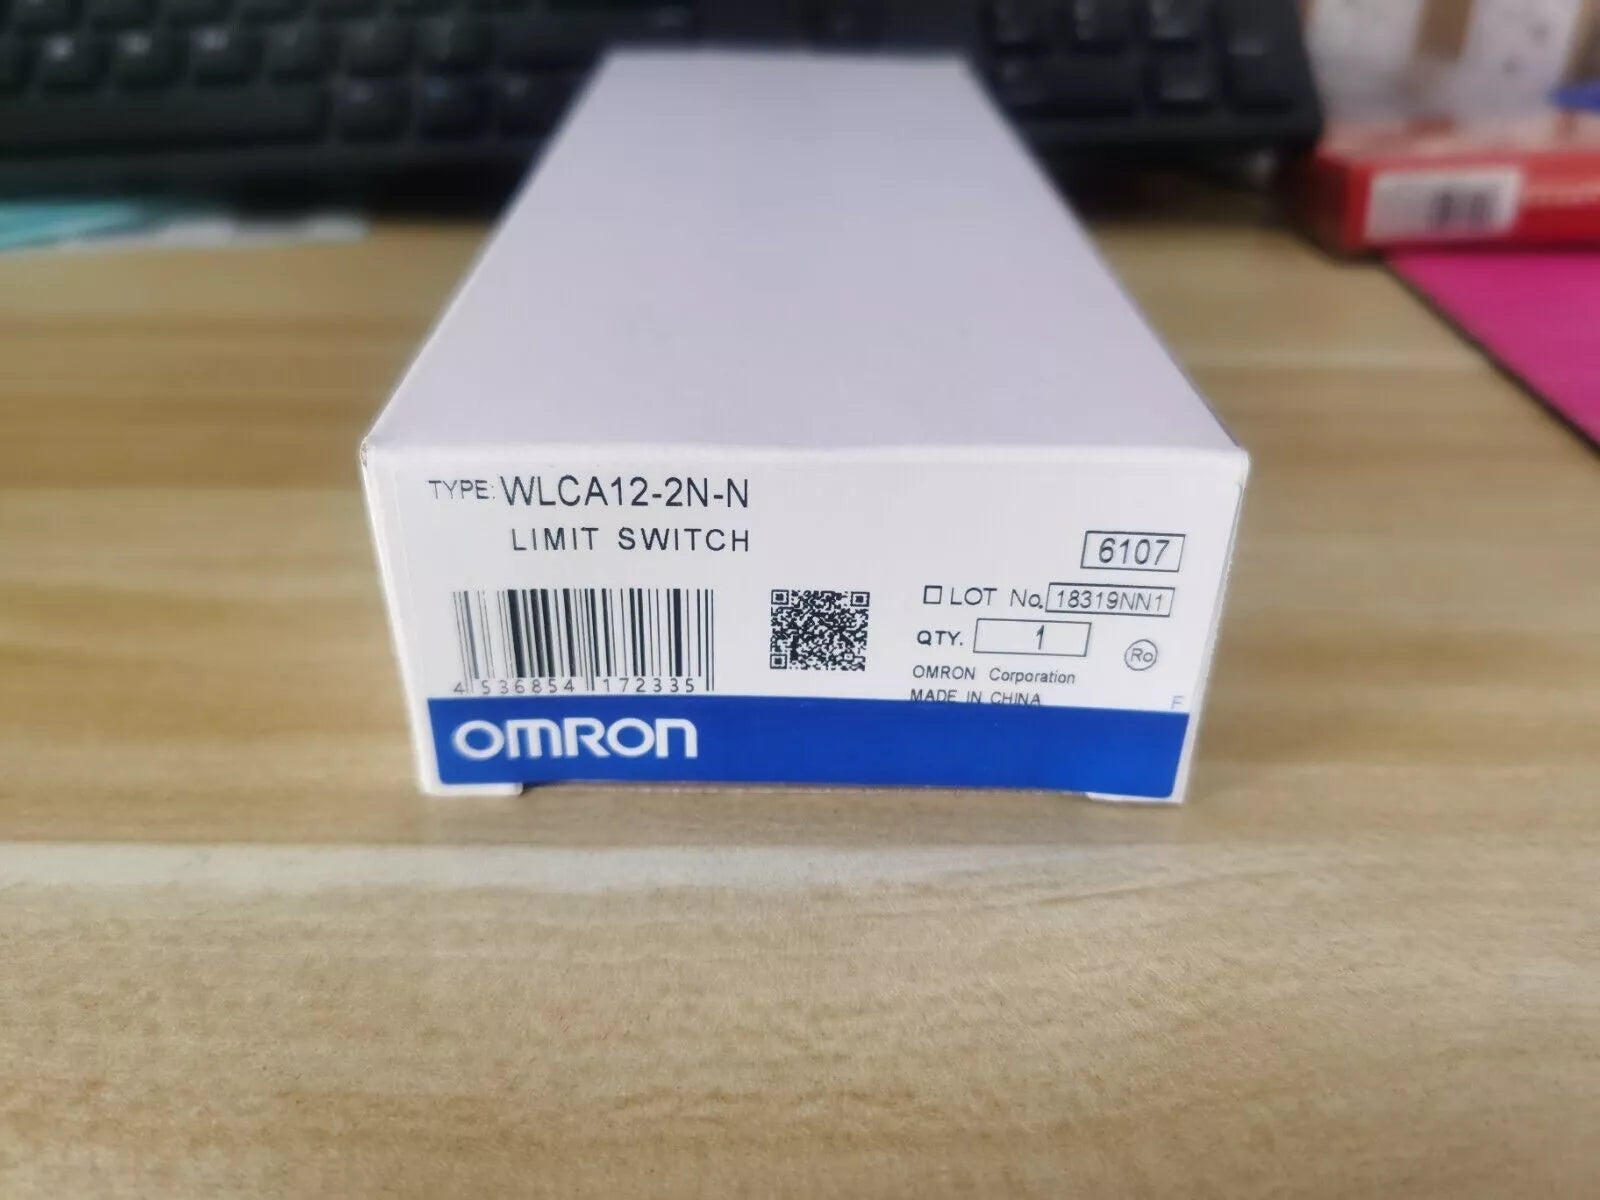 TYPE: WLCA12-2N-N
LIMIT SWITCH
6107
LOT No. 18319NN1
QTY. 1
Ro
OMRON Corporation
MADE IN CHINA
F
4 536854 172335
OMRON